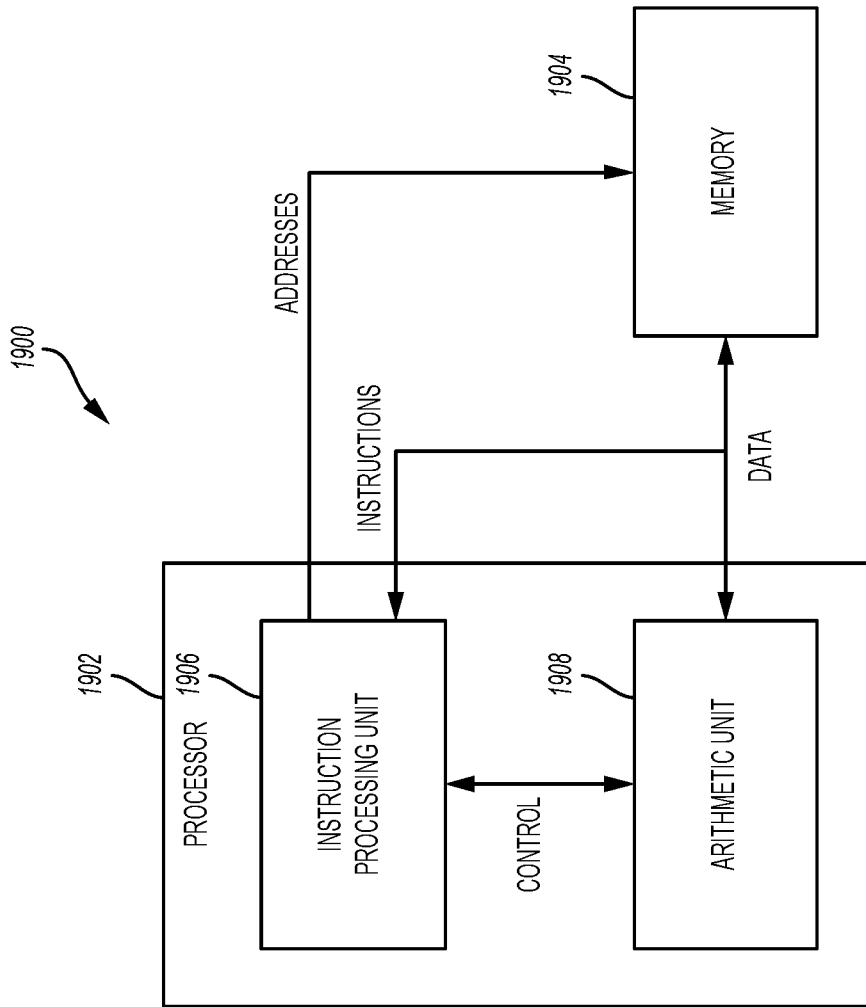 1900
1902
PROCESSOR
1906
INSTRUCTION
PROCESSING UNIT
CONTROL
1908
ARITHMETIC UNIT
ADDRESSES
INSTRUCTIONS
DATA
1904
MEMORY